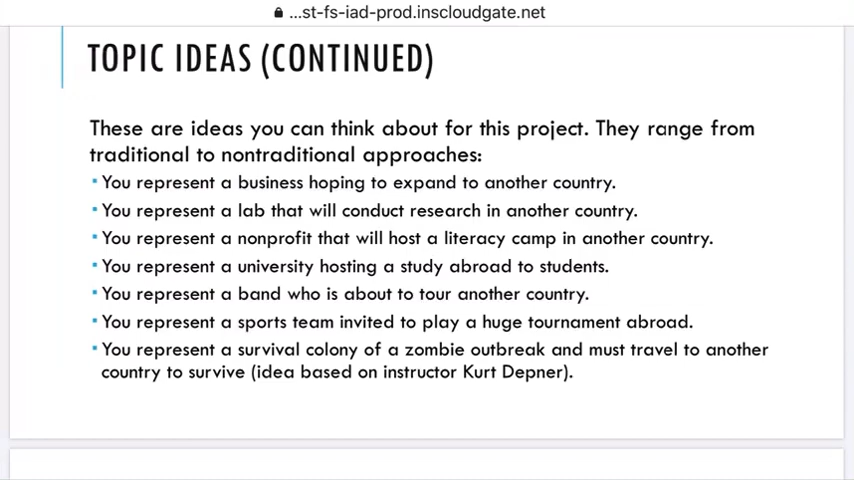 ...st-fs-iad-prod.inscloudgate.net
TOPIC IDEAS (CONTINUED)
These are ideas you can think about for this project. They range from
traditional to nontraditional approaches:
▪ You represent a business hoping to expand to another country.
▪ You represent a lab that will conduct research in another country.
▪ You represent a nonprofit that will host a literacy camp in another country.
▪ You represent a university hosting a study abroad to students.
▪ You represent a band who is about to tour another country.
▪ You represent a sports team invited to play a huge tournament abroad.
▪ You represent a survival colony of a zombie outbreak and must travel to another
country to survive (idea based on instructor Kurt Depner).